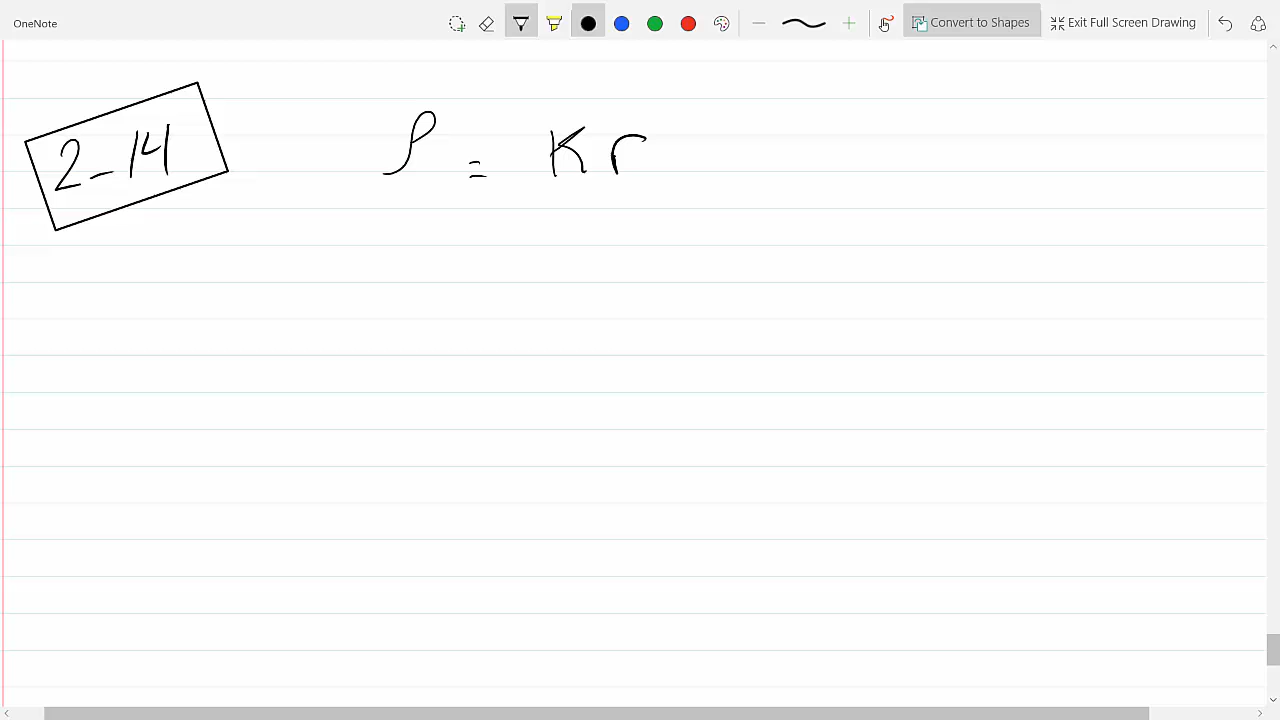 OneNote
Convert to Shapes
Exit Full Screen Drawing
2-14
ρ = Kr